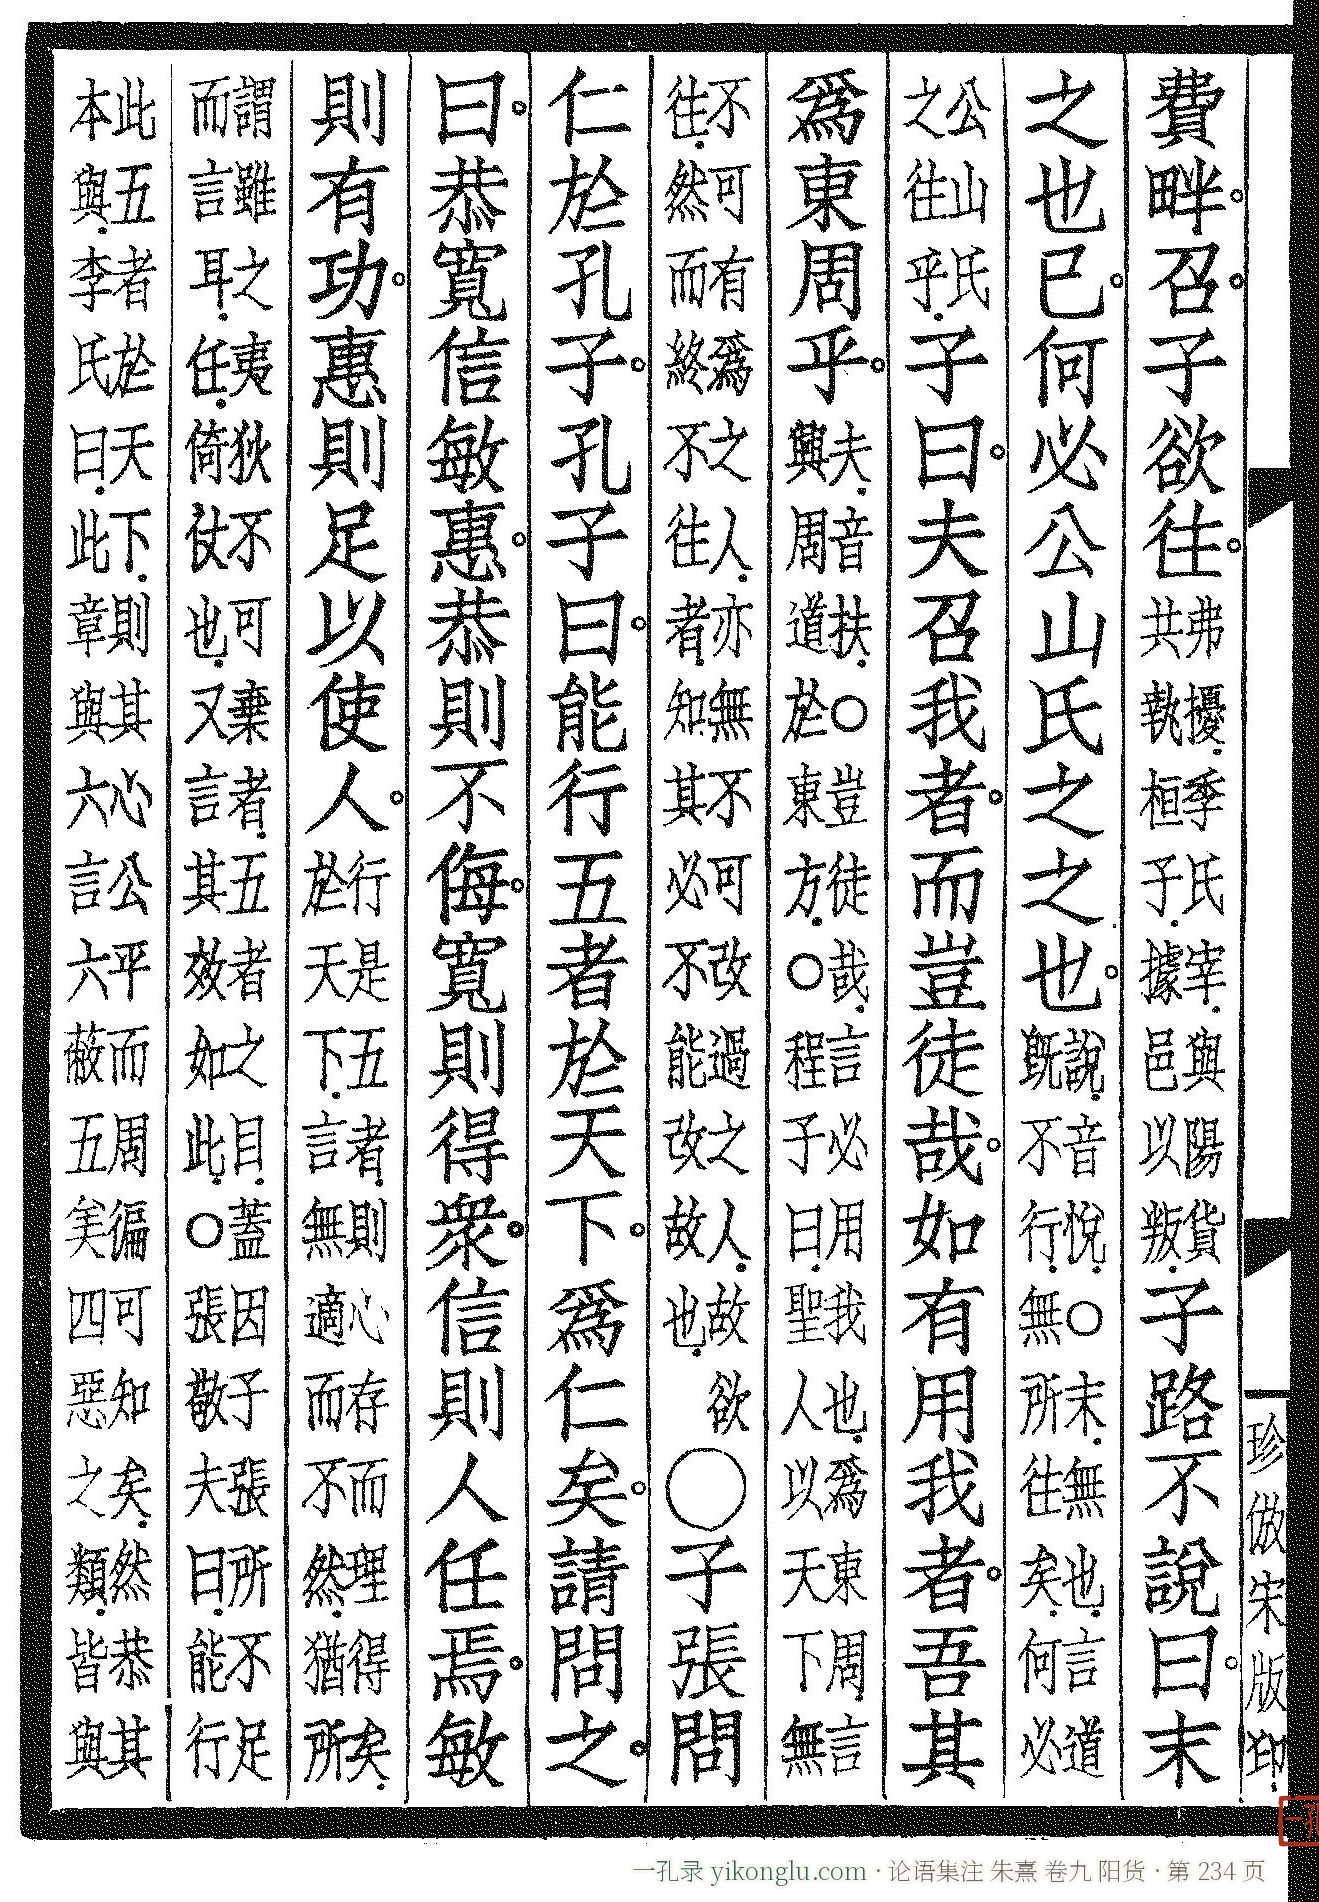 珍倣宋版印
費畔。召。子欲往。弗擾.季氏宰.與陽貨.共執桓子.據邑以叛.子路不說曰。末
之也已。何必公山氏之之也。說.音悅.○末.無也.言道既不行.無所往矣.何必
公山氏之往乎.子曰。夫召我者。而豈徒哉。如有用我者。吾其
爲東周乎。夫.音扶.○豈徒哉.言必用我也.爲東周.言興周道於東方.○程子曰.聖人以天下無
不可有爲之人.亦無不可改過之人.故欲往.然而終不往者.知其必不能改故也.○子張問
仁於孔子。孔子曰。能行五者於天下。爲仁矣。請問之。
曰。恭寬信敏惠。恭則不侮。寬則得衆。信則人任焉。敏
則有功。惠則足以使人。行是五者.則心存而理得矣.於天下.言無適而不然.猶所
謂雖之夷狄不可棄者.五者之目.蓋因子張所不足而言耳.任.倚仗也.又言其效如此.○張敬夫曰.能行
此五者於天下.則其心公平而周徧可知矣.然恭其本與.李氏曰.此章與六言六蔽五美四惡之類.皆與
一孔录 yikonglu.com · 论语集注 朱熹 卷九 阳货 · 第 234 页